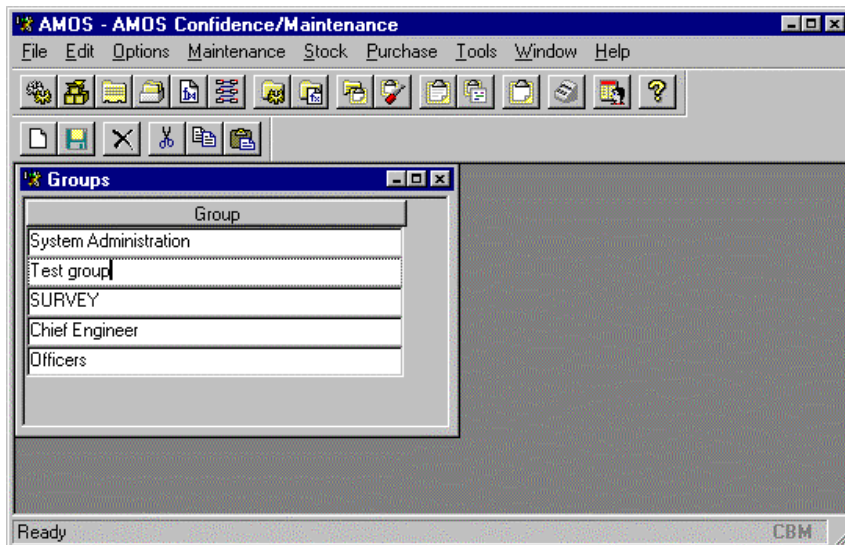 AMOS - AMOS Confidence/Maintenance
File Edit Options Maintenance Stock Purchase Tools Window Help
Groups
Group
System Administration
Test group
SURVEY
Chief Engineer
Officers
Ready CBM